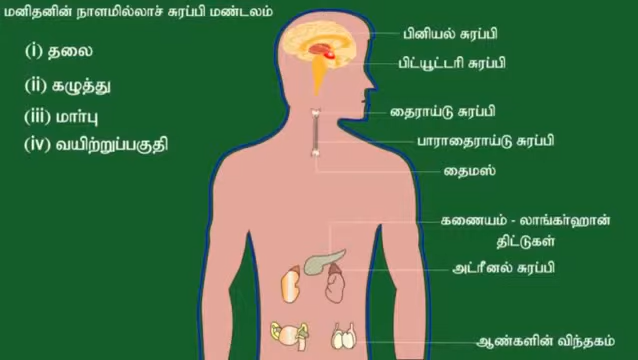 மனிதனின் நாளமில்லாச் சுரப்பி மண்டலம்
(i) தலை
(ii) கழுத்து
(iii) மார்பு
(iv) வயிற்றுப்பகுதி
பினியல் சுரப்பி
பிட்யூட்டரி சுரப்பி
தைராய்டு சுரப்பி
பாராதைராய்டு சுரப்பி
தைமஸ்
கணையம் - லாங்கர்ஹான்
திட்டுகள்
அட்ரீனல் சுரப்பி
ஆண்களின் விந்தகம்